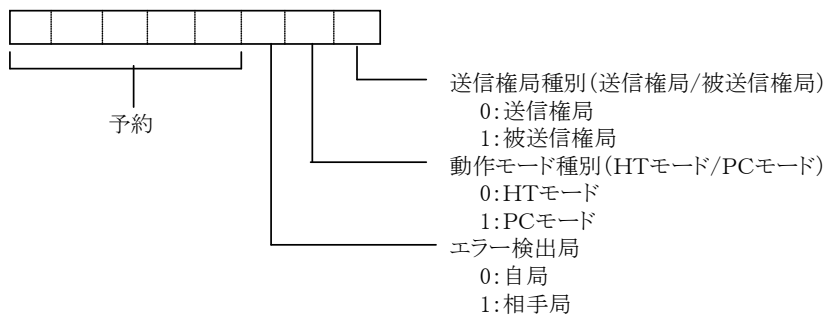 送信権局種別(送信権局/被送信権局)
0:送信権局
1:被送信権局
予約
動作モード種別(HTモード/PCモード)
0:HTモード
1:PCモード
エラー検出局
0:自局
1:相手局